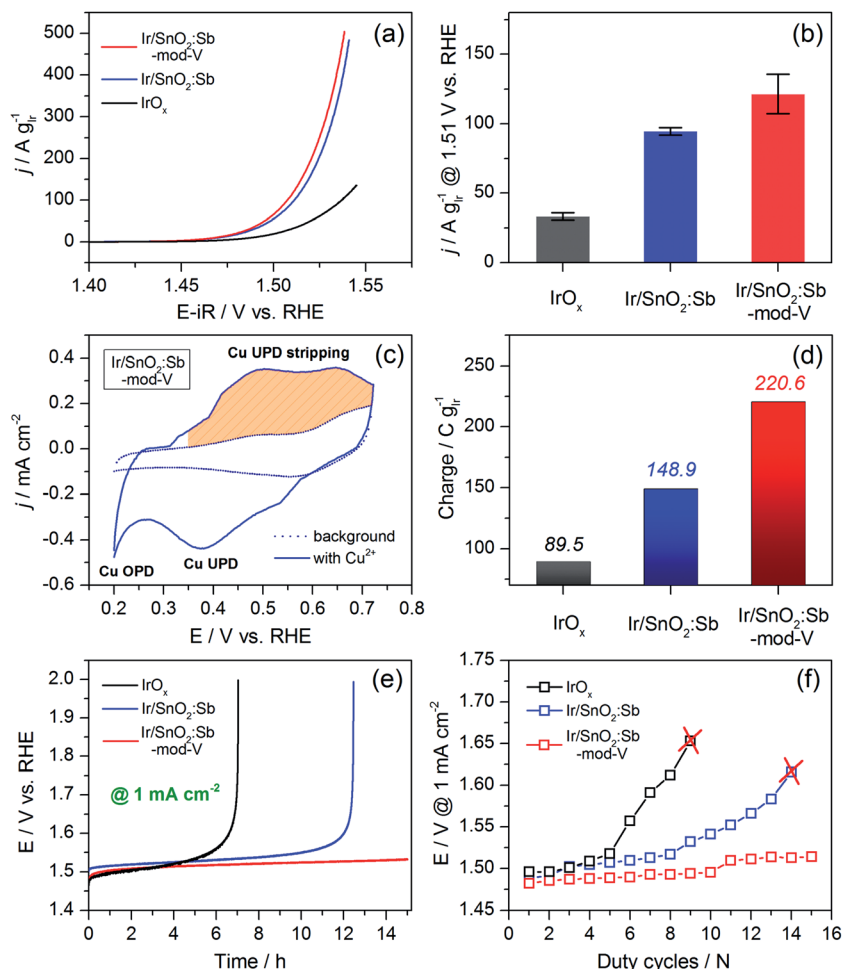 (a)
Ir/SnO₂:Sb
-mod-V
Ir/SnO₂:Sb
IrOₓ
j / A g⁻¹Ir
500
400
300
200
100
0
1.40
1.45
1.50
1.55
E-iR / V vs. RHE
(b)
j / A g⁻¹Ir @ 1.51 V vs. RHE
150
125
100
75
50
25
0
IrOₓ
Ir/SnO₂:Sb
Ir/SnO₂:Sb
-mod-V
(c)
Ir/SnO₂:Sb
-mod-V
Cu UPD stripping
j / mA cm⁻²
0.4
0.2
0.0
-0.2
-0.4
-0.6
background
with Cu²⁺
Cu OPD
Cu UPD
0.2
0.3
0.4
0.5
0.6
0.7
E / V vs. RHE
(d)
Charge / C g⁻¹Ir
250
200
150
100
89.5
148.9
220.6
IrOₓ
Ir/SnO₂:Sb
Ir/SnO₂:Sb
-mod-V
(e)
IrOₓ
Ir/SnO₂:Sb
Ir/SnO₂:Sb
-mod-V
@ 1 mA cm⁻²
E / V vs. RHE
2.0
1.9
1.8
1.7
1.6
1.5
1.4
0
2
4
6
8
10
12
14
Time / h
(f)
IrOₓ
Ir/SnO₂:Sb
Ir/SnO₂:Sb
-mod-V
E / V @ 1 mA cm⁻²
1.75
1.70
1.65
1.60
1.55
1.50
1.45
0
2
4
6
8
10
12
14
16
Duty cycles / N